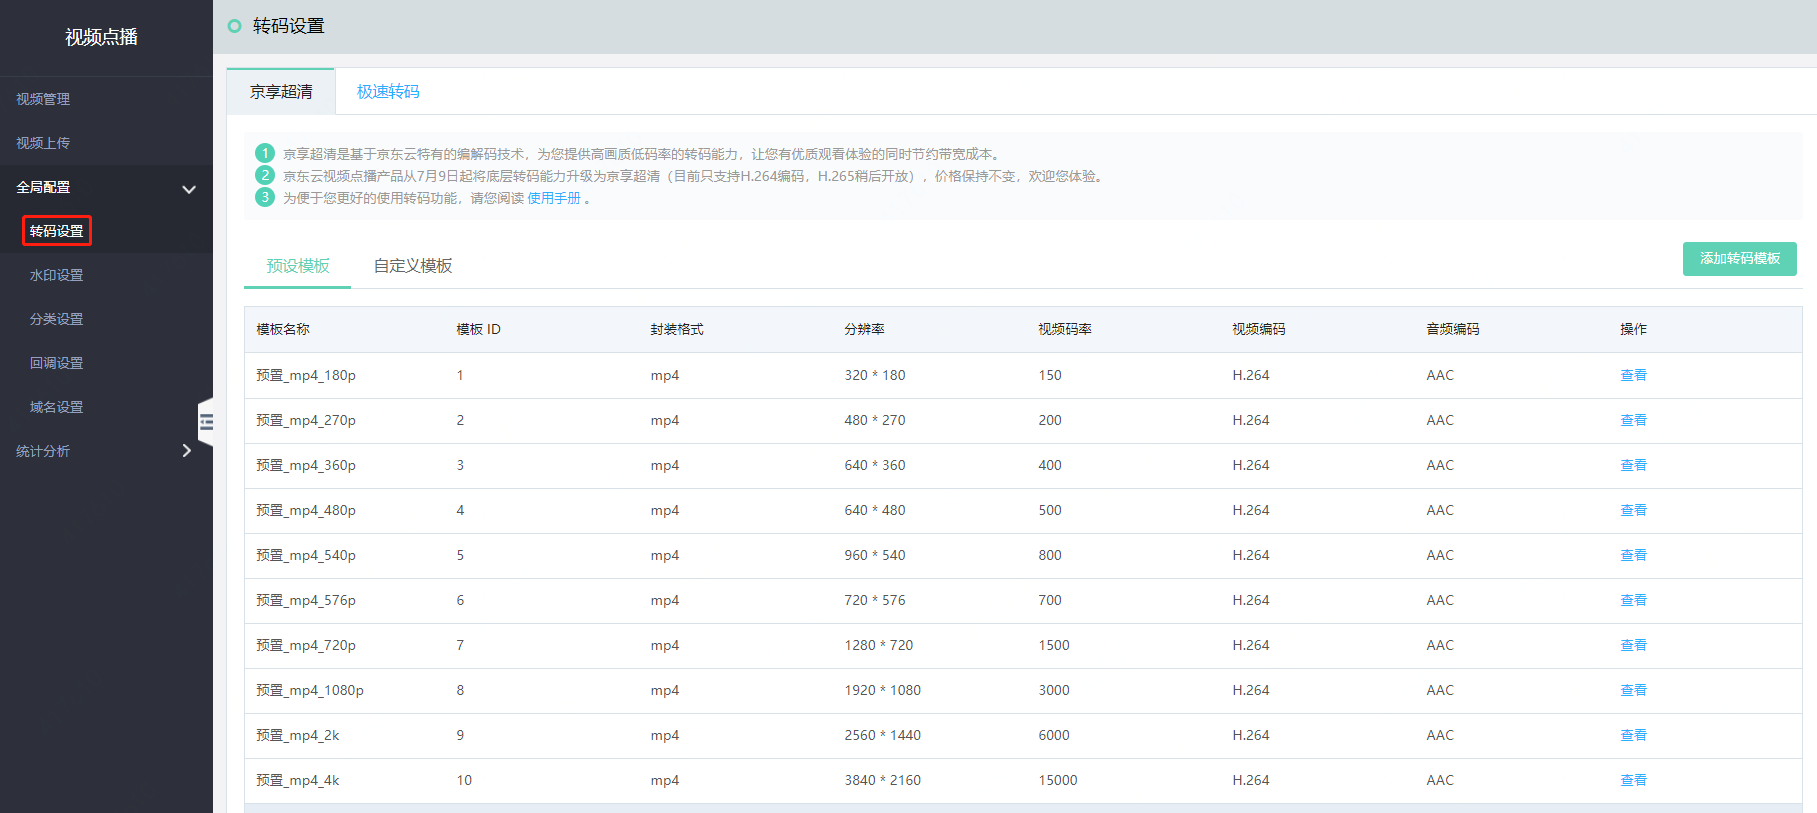 视频点播
视频管理
视频上传
全局配置
转码设置
水印设置
分类设置
回调设置
域名设置
统计分析
转码设置
京享超清 极速转码
1 京享超清是基于京东云特有的编解码技术，为您提供高画质低码率的转码能力，让您有优质观看体验的同时节约带宽成本。
2 京东云视频点播产品从7月9日起将底层转码能力升级为京享超清（目前只支持H.264编码，H.265稍后开放），价格保持不变，欢迎您体验。
3 为便于您更好的使用转码功能，请您阅读 使用手册 。
预设模板 自定义模板 添加转码模板
模板名称 模板 ID 封装格式 分辨率 视频码率 视频编码 音频编码 操作
预置_mp4_180p 1 mp4 320 * 180 150 H.264 AAC 查看
预置_mp4_270p 2 mp4 480 * 270 200 H.264 AAC 查看
预置_mp4_360p 3 mp4 640 * 360 400 H.264 AAC 查看
预置_mp4_480p 4 mp4 640 * 480 500 H.264 AAC 查看
预置_mp4_540p 5 mp4 960 * 540 800 H.264 AAC 查看
预置_mp4_576p 6 mp4 720 * 576 700 H.264 AAC 查看
预置_mp4_720p 7 mp4 1280 * 720 1500 H.264 AAC 查看
预置_mp4_1080p 8 mp4 1920 * 1080 3000 H.264 AAC 查看
预置_mp4_2k 9 mp4 2560 * 1440 6000 H.264 AAC 查看
预置_mp4_4k 10 mp4 3840 * 2160 15000 H.264 AAC 查看